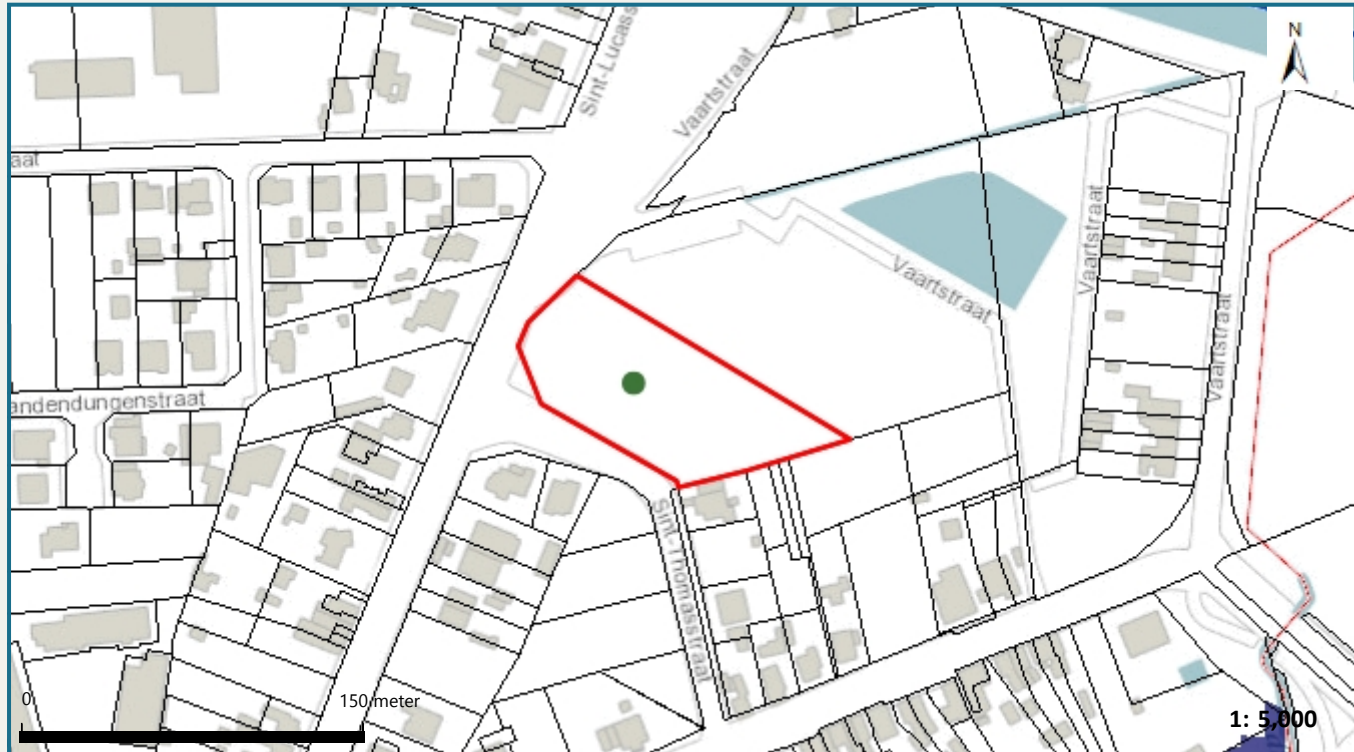 N
Sint-Lucass
Vaartstraat
aat
Vaartstraat
Vaartstraat
Vaartstraat
andendungenstraat
Sint-Thomasstraat
0
150 meter
1: 5,000